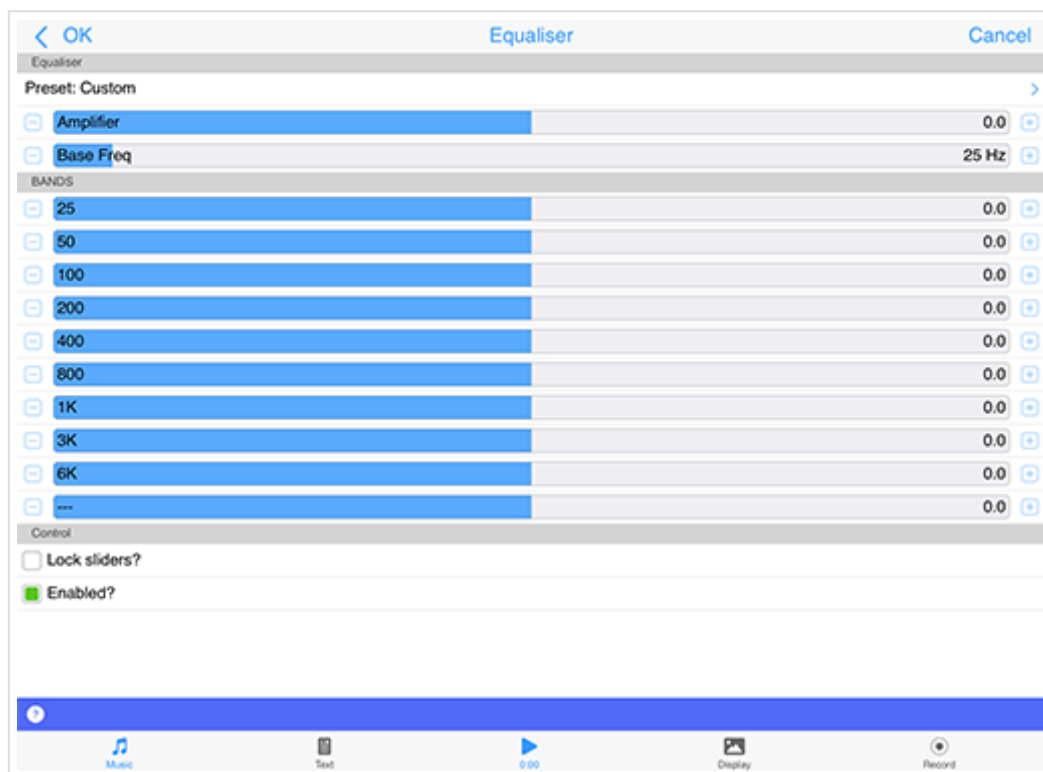 OK Equaliser Cancel
Equaliser
Preset: Custom
Amplifier 0.0
Base Freq 25 Hz
BANDS
25 0.0
50 0.0
100 0.0
200 0.0
400 0.0
800 0.0
1K 0.0
3K 0.0
6K 0.0
--- 0.0
Control
Lock sliders?
Enabled?
?
Music Text 0:00 Display Record